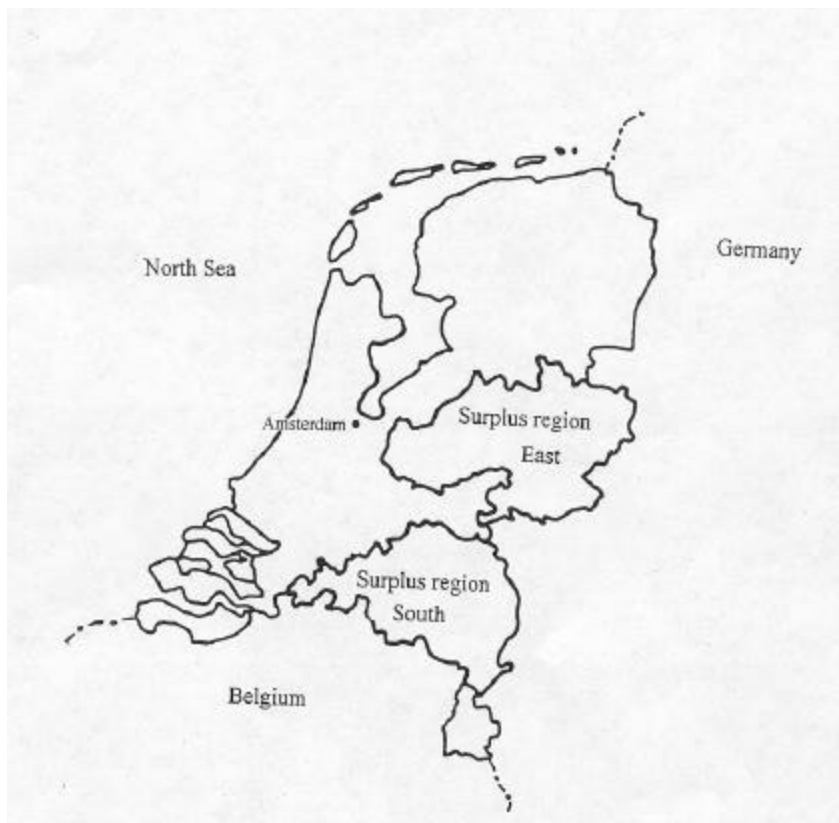 North Sea
Germany
Amsterdam
Surplus region
East
Surplus region
South
Belgium